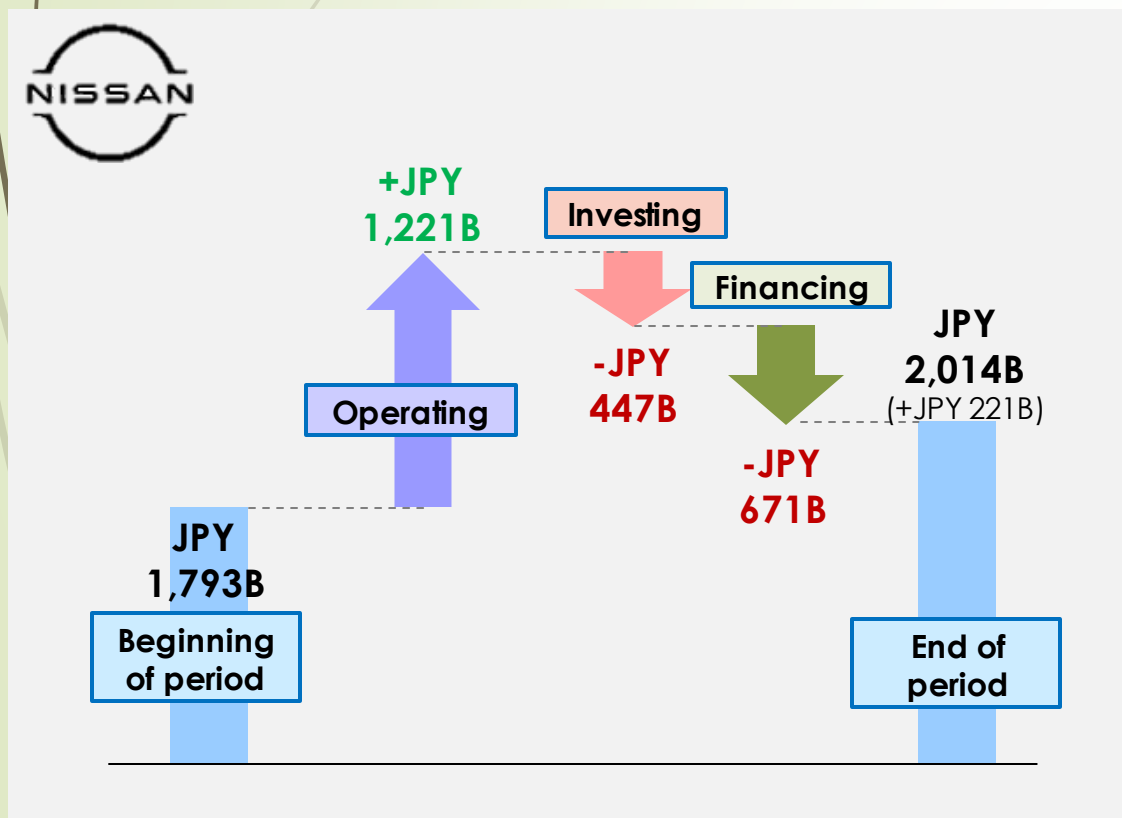 NISSAN
+JPY
1,221B
Investing
Financing
JPY
2,014B
(+JPY 221B)
-JPY
447B
Operating
-JPY
671B
JPY
1,793B
Beginning
of period
End of
period